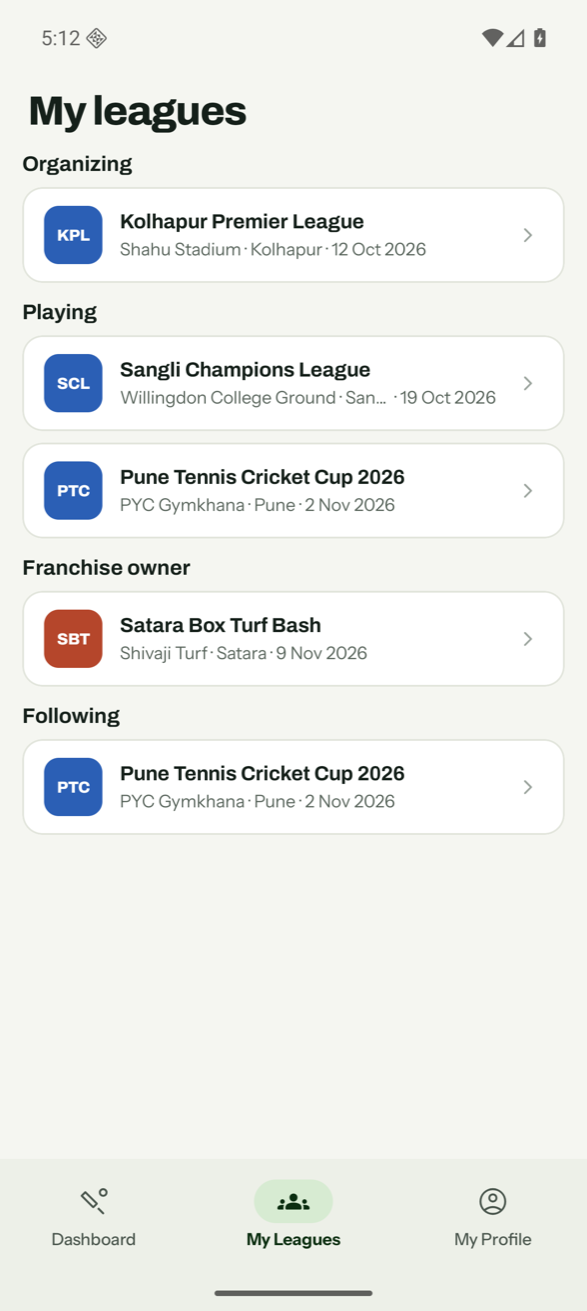 5:12
My leagues
Organizing
KPL
Kolhapur Premier League
Shahu Stadium · Kolhapur · 12 Oct 2026
Playing
SCL
Sangli Champions League
Willingdon College Ground · San... · 19 Oct 2026
PTC
Pune Tennis Cricket Cup 2026
PYC Gymkhana · Pune · 2 Nov 2026
Franchise owner
SBT
Satara Box Turf Bash
Shivaji Turf · Satara · 9 Nov 2026
Following
PTC
Pune Tennis Cricket Cup 2026
PYC Gymkhana · Pune · 2 Nov 2026
Dashboard
My Leagues
My Profile